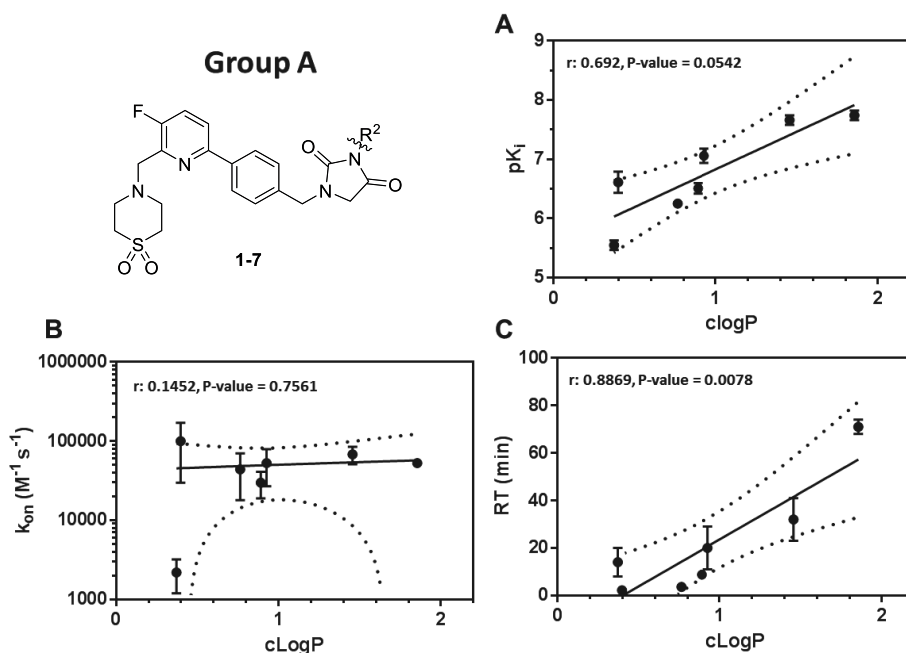 Group A
F
N
N
S
O
O
O
N
N
O
R²
1-7
A
r: 0.692, P-value = 0.0542
pKᵢ
9
8
7
6
5
0
1
2
clogP
B
r: 0.1452, P-value = 0.7561
kₒₙ (M⁻¹ s⁻¹)
1000000
100000
10000
1000
0
1
2
cLogP
C
r: 0.8869, P-value = 0.0078
RT (min)
100
80
60
40
20
0
0
1
2
cLogP